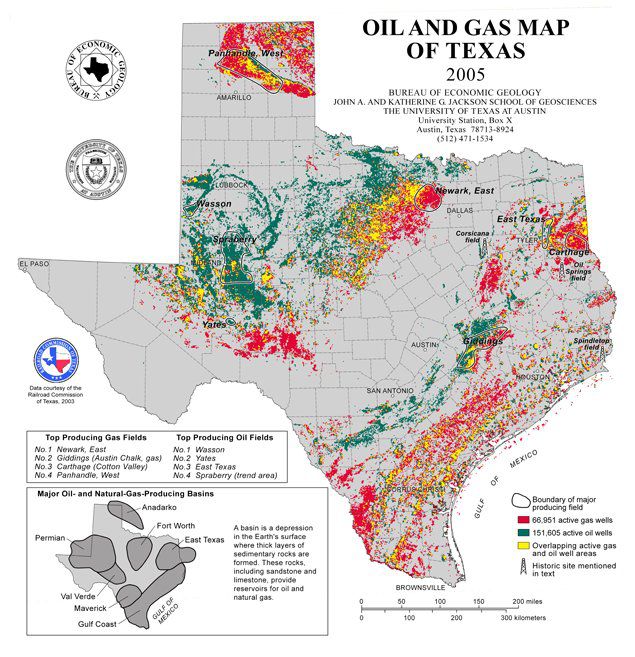 OIL AND GAS MAP
OF TEXAS
2005
BUREAU OF ECONOMIC GEOLOGY
JOHN A. AND KATHERINE G. JACKSON SCHOOL OF GEOSCIENCES
THE UNIVERSITY OF TEXAS AT AUSTIN
University Station, Box X
Austin, Texas 78713-8924
(512) 471-1534
BUREAU OF ECONOMIC GEOLOGY
Panhandle, West
AMARILLO
LUBBOCK
Wasson
Newark, East
DALLAS
East Texas
Spraberry
Corsicana
field
TYLER
Carthage
EL PASO
Oil
Springs
field
Yates
AUSTIN
Giddings
Spindletop
field
HOUSTON
SAN ANTONIO
Data courtesy of the
Railroad Commission
of Texas, 2003
CORPUS CHRISTI
GULF OF MEXICO
BROWNSVILLE
Top Producing Gas Fields
No.1 Newark, East
No.2 Giddings (Austin Chalk, gas)
No.3 Carthage (Cotton Valley)
No.4 Panhandle, West
Top Producing Oil Fields
No.1 Wasson
No.2 Yates
No.3 East Texas
No.4 Spraberry (trend area)
Major Oil- and Natural-Gas-Producing Basins
Anadarko
Fort Worth
East Texas
Permian
Val Verde
Maverick
Gulf Coast
GULF OF
MEXICO
A basin is a depression
in the Earth's surface
where thick layers of
sedimentary rocks are
formed. These rocks,
including sandstone and
limestone, provide
reservoirs for oil and
natural gas.
Boundary of major
producing field
66,951 active gas wells
151,605 active oil wells
Overlapping active gas
and oil well areas
Historic site mentioned
in text
0 50 100 150 200 miles
0 100 200 300 kilometers